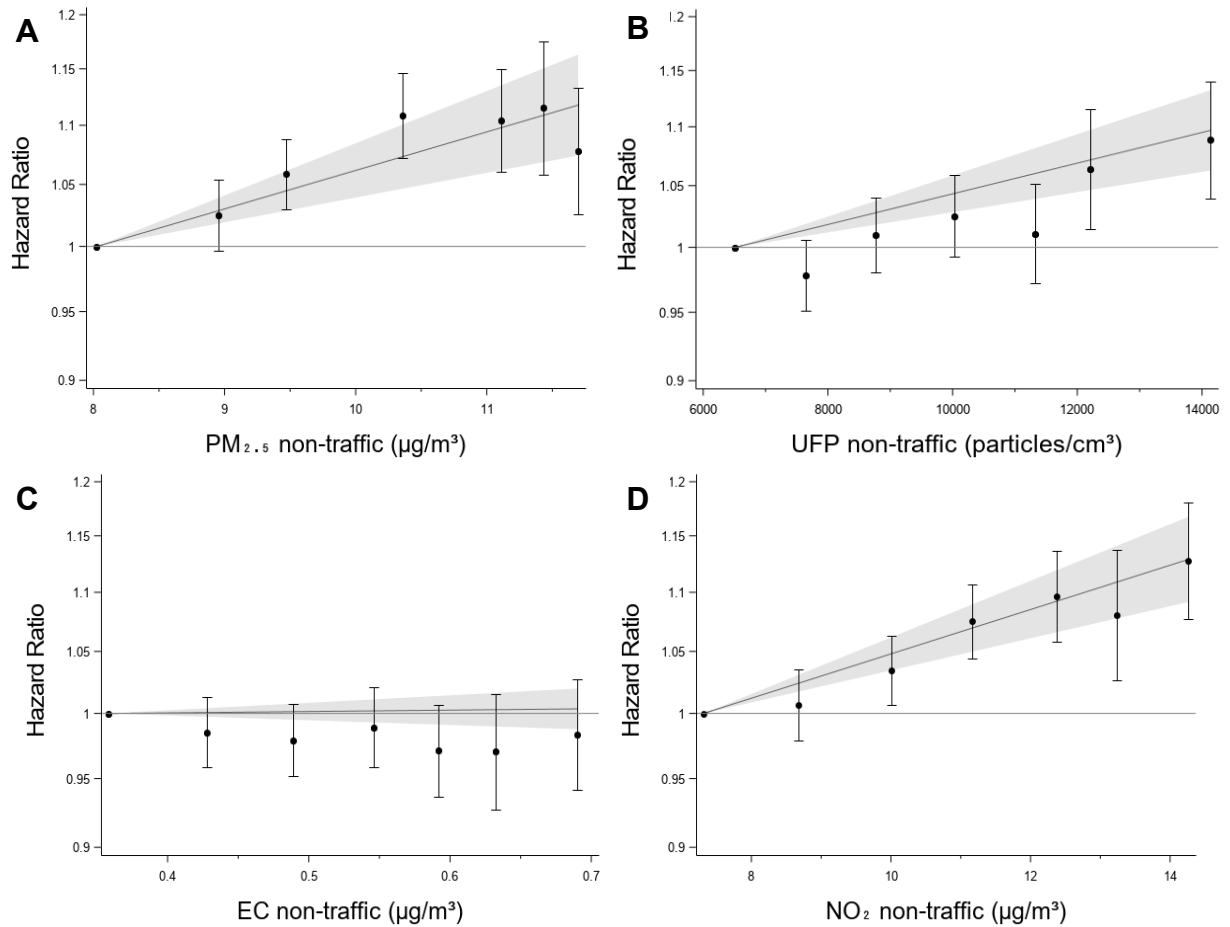 A
Hazard Ratio
1.2
1.15
1.1
1.05
1
0.95
0.9
8 9 10 11
PM₂.₅ non-traffic (µg/m³)
B
Hazard Ratio
1.2
1.15
1.1
1.05
1
0.95
0.9
6000 8000 10000 12000 14000
UFP non-traffic (particles/cm³)
C
Hazard Ratio
1.2
1.15
1.1
1.05
1
0.95
0.9
0.4 0.5 0.6 0.7
EC non-traffic (µg/m³)
D
Hazard Ratio
1.2
1.15
1.1
1.05
1
0.95
0.9
8 10 12 14
NO₂ non-traffic (µg/m³)